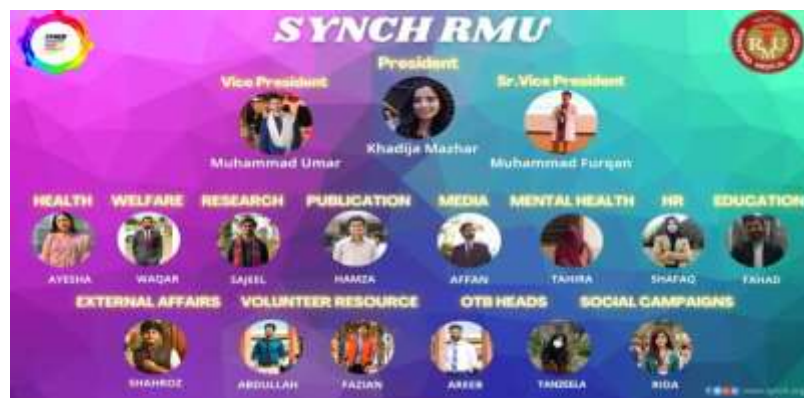 SYNCH RMU
President
Vice President
Sr.Vice President
Khadija Mazhar
Muhammad Umar
Muhammad Furqan
HEALTH WELFARE RESEARCH PUBLICATION MEDIA MENTAL HEALTH HR EDUCATION
AYESHA WAQAR SAJEEL HAMZA AFFAN TAHIRA SHAFAQ FAHAD
EXTERNAL AFFAIRS VOLUNTEER RESOURCE OTB HEADS SOCIAL CAMPAIGNS
SHAHROZ ABDULLAH FAZIAN AREEB TANZEELA RIDA